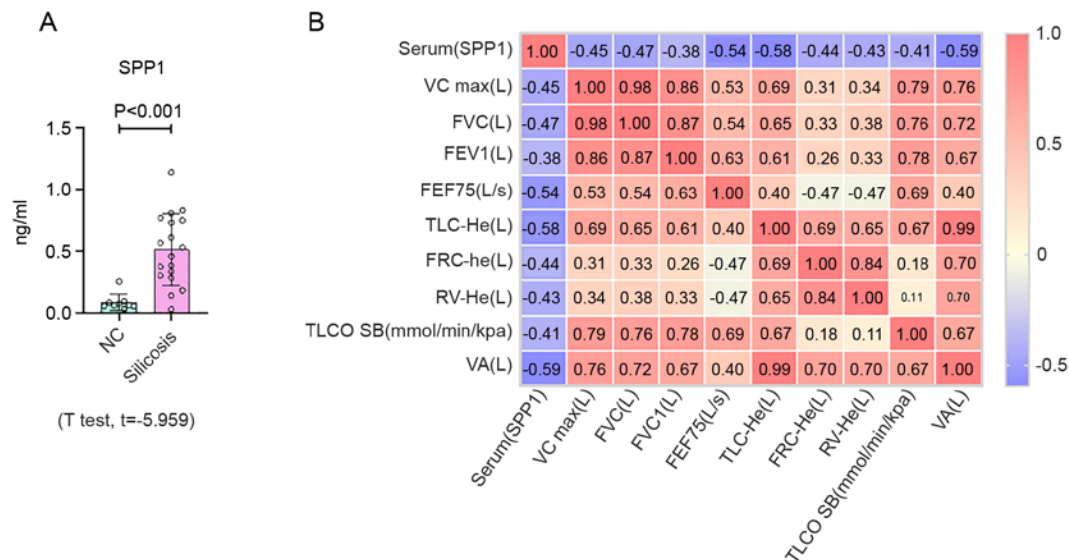 A
SPP1
P<0.001
1.5
1.0
0.5
0.0
ng/ml
NC
Silicosis
(T test, t=-5.959)
B
Serum(SPP1) 1.00 -0.45 -0.47 -0.38 -0.54 -0.58 -0.44 -0.43 -0.41 -0.59
VC max(L) -0.45 1.00 0.98 0.86 0.53 0.69 0.31 0.34 0.79 0.76
FVC(L) -0.47 0.98 1.00 0.87 0.54 0.65 0.33 0.38 0.76 0.72
FEV1(L) -0.38 0.86 0.87 1.00 0.63 0.61 0.26 0.33 0.78 0.67
FEF75(L/s) -0.54 0.53 0.54 0.63 1.00 0.40 -0.47 -0.47 0.69 0.40
TLC-He(L) -0.58 0.69 0.65 0.61 0.40 1.00 0.69 0.65 0.67 0.99
FRC-he(L) -0.44 0.31 0.33 0.26 -0.47 0.69 1.00 0.84 0.18 0.70
RV-He(L) -0.43 0.34 0.38 0.33 -0.47 0.65 0.84 1.00 0.11 0.70
TLCO SB(mmol/min/kpa) -0.41 0.79 0.76 0.78 0.69 0.67 0.18 0.11 1.00 0.67
VA(L) -0.59 0.76 0.72 0.67 0.40 0.99 0.70 0.70 0.67 1.00
Serum(SPP1)
VC max(L)
FVC(L)
FVC1(L)
FEF75(L/s)
TLC-He(L)
FRC-He(L)
RV-He(L)
TLCO SB(mmol/min/kpa)
VA(L)
1.0
0.5
0
-0.5